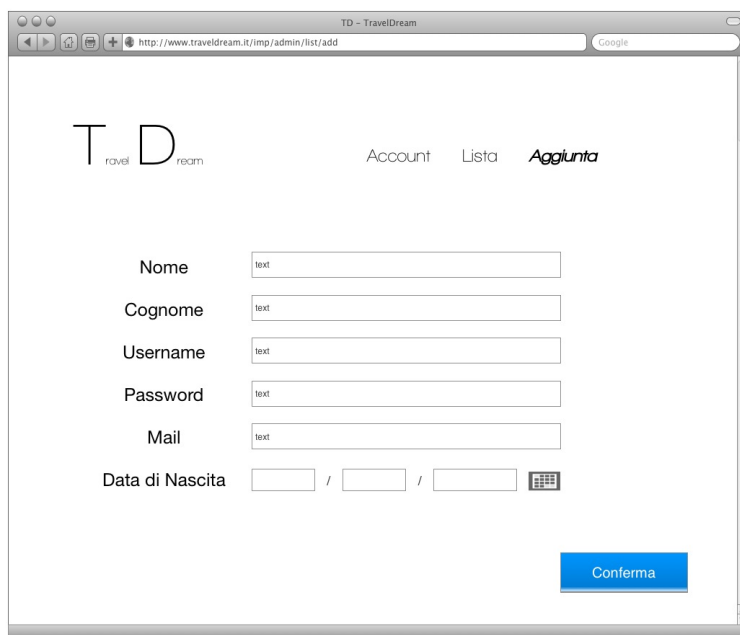 TD - TravelDream
http://www.traveldream.it/imp/admin/list/add
Google
Travel Dream
Account Lista Aggiunta
Nome text
Cognome text
Username text
Password text
Mail text
Data di Nascita / /
Conferma